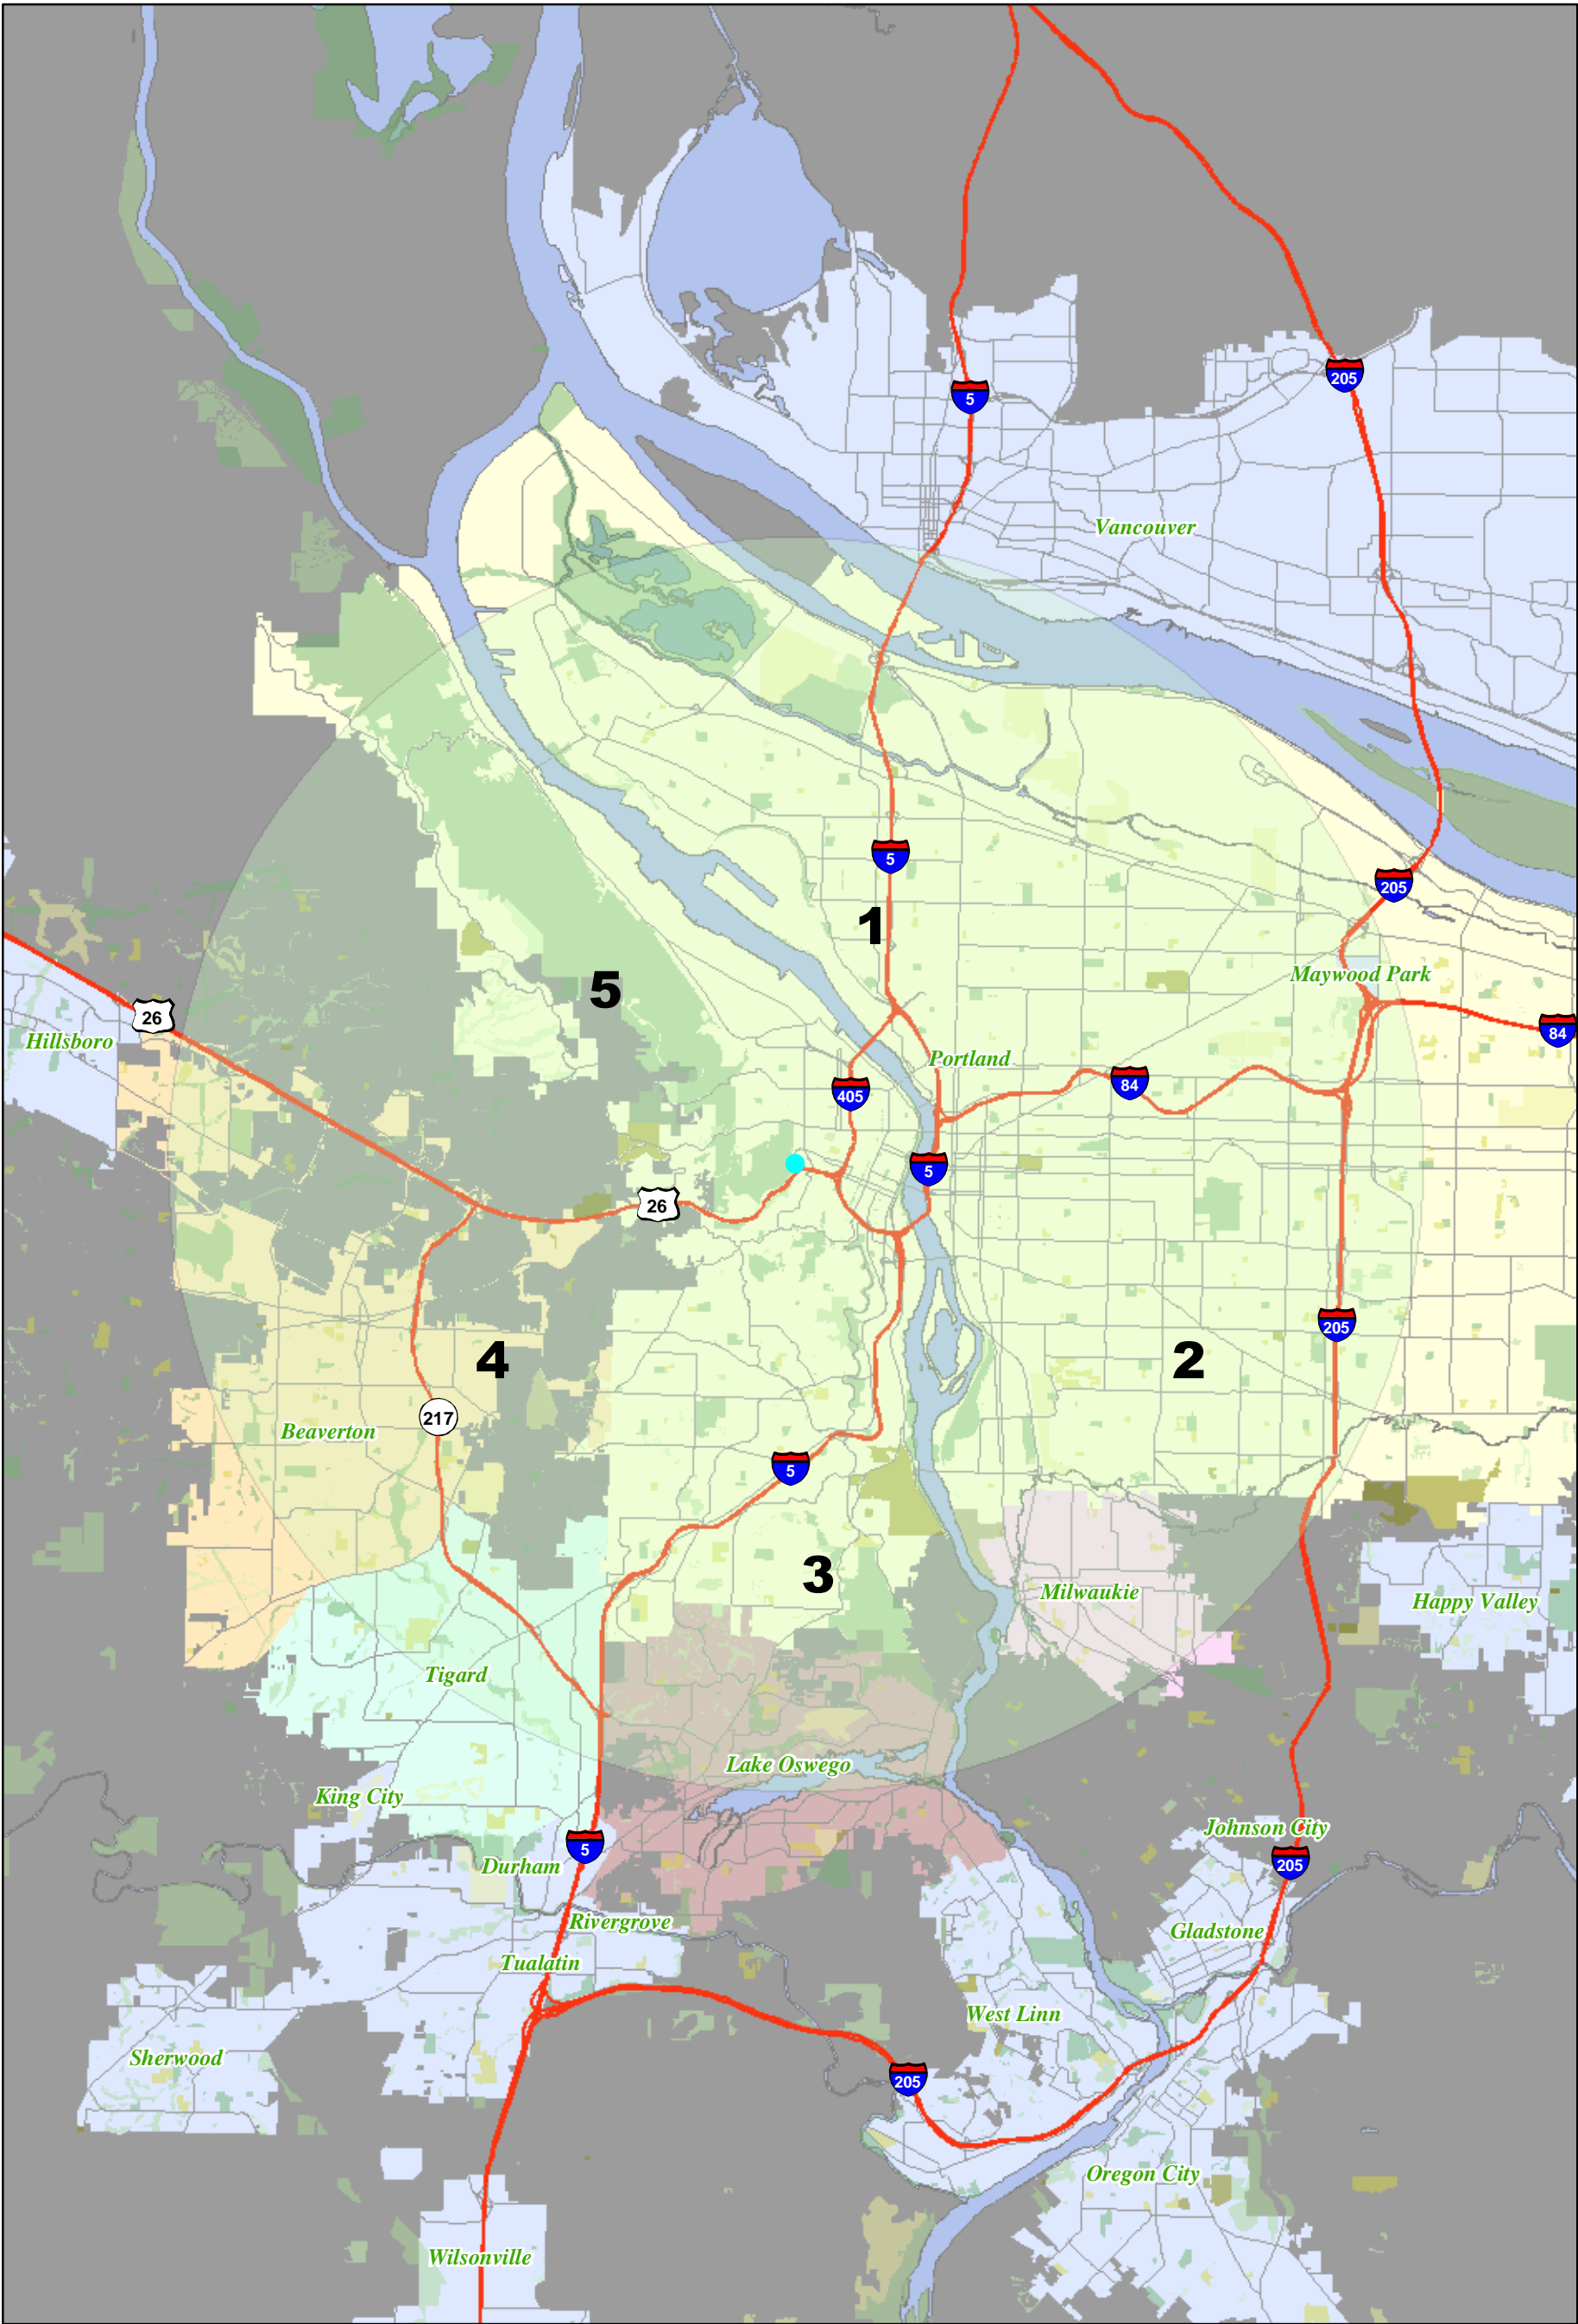 205
5
Vancouver
5
205
1
Maywood Park
5
26
84
Hillsboro
Portland
84
405
5
26
205
4
2
217
Beaverton
5
3
Milwaukie
Happy Valley
Tigard
Lake Oswego
King City
Johnson City
5
205
Durham
Rivergrove
Gladstone
Tualatin
West Linn
Sherwood
205
Oregon City
Wilsonville